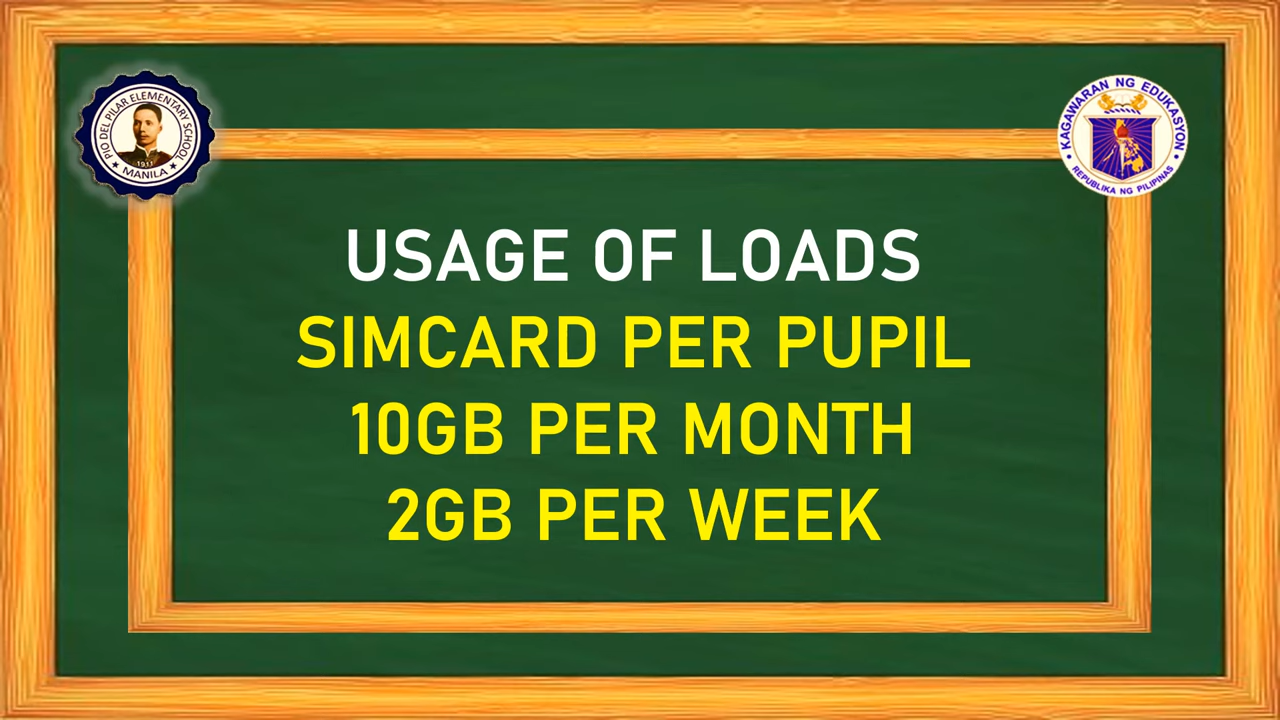 PIO DEL PILAR ELEMENTARY SCHOOL
1911
MANILA
KAGAWARAN NG EDUKASYON
REPUBLIKA NG PILIPINAS
USAGE OF LOADS
SIMCARD PER PUPIL
10GB PER MONTH
2GB PER WEEK